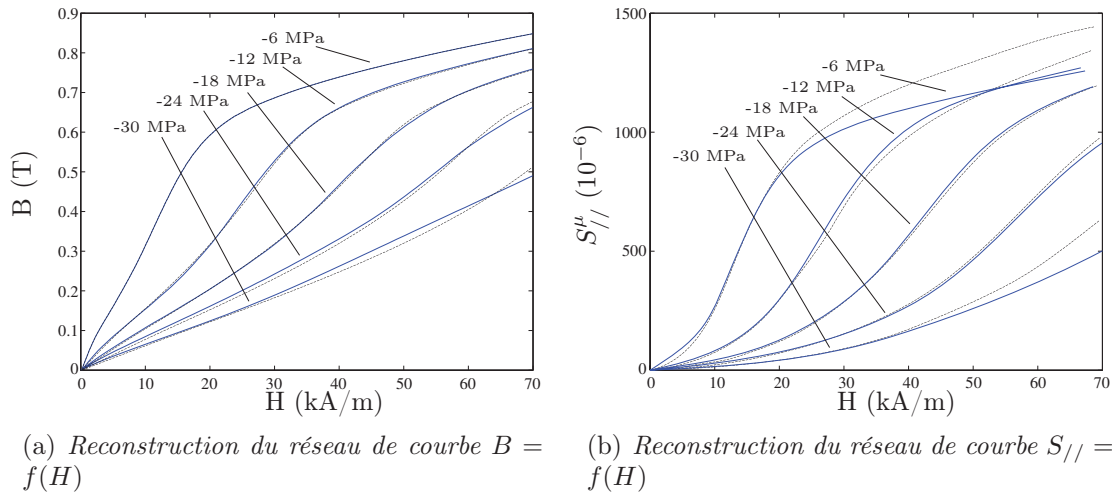 0.9
0.8
0.7
0.6
0.5
0.4
0.3
0.2
0.1
0
B (T)
-6 MPa
-12 MPa
-18 MPa
-24 MPa
-30 MPa
0 10 20 30 40 50 60 70
H (kA/m)
(a) Reconstruction du réseau de courbe B =
f(H)
1500
1000
500
0
S^μ_// (10^−6)
-6 MPa
-12 MPa
-18 MPa
-24 MPa
-30 MPa
0 10 20 30 40 50 60 70
H (kA/m)
(b) Reconstruction du réseau de courbe S_// =
f(H)